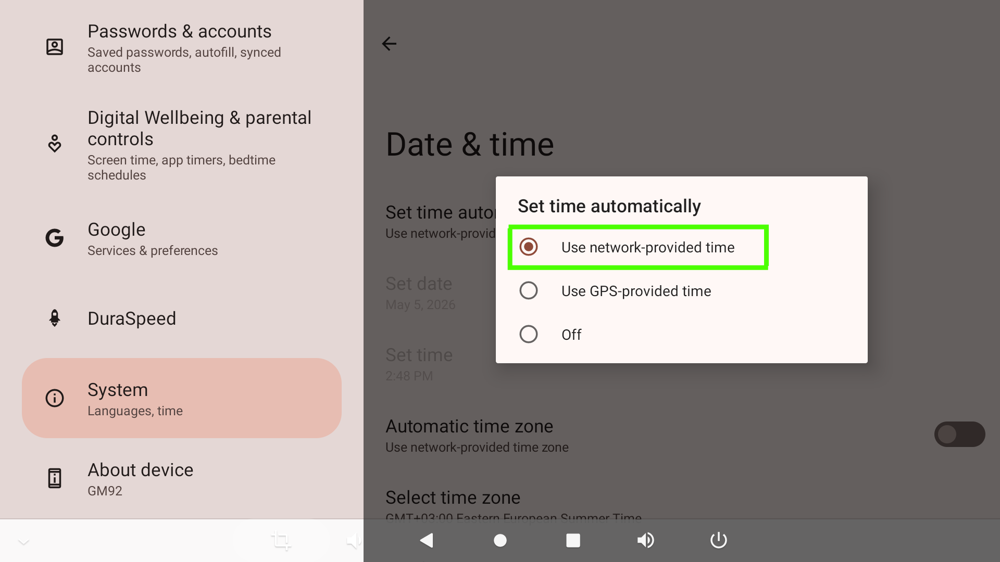 Passwords & accounts
Saved passwords, autofill, synced
accounts
Digital Wellbeing & parental
controls
Screen time, app timers, bedtime
schedules
Google
Services & preferences
DuraSpeed
System
Languages, time
About device
GM92
Date & time
Set time autor
Use network-provid
Set date
May 5, 2026
Set time
2:48 PM
Automatic time zone
Use network-provided time zone
Select time zone
GMT+03:00 Eastern European Summer Time
Set time automatically
Use network-provided time
Use GPS-provided time
Off